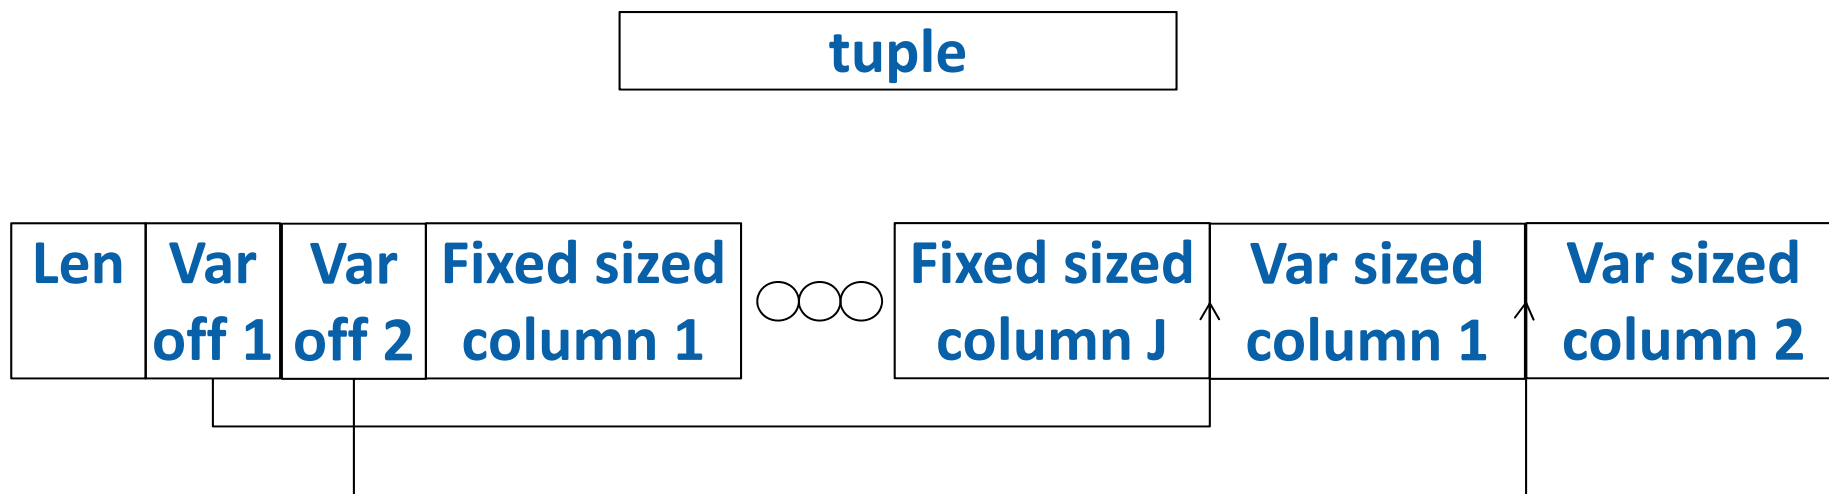 tuple
Len Var Var Fixed sized Fixed sized Var sized Var sized
off 1 off 2 column 1 column J column 1 column 2